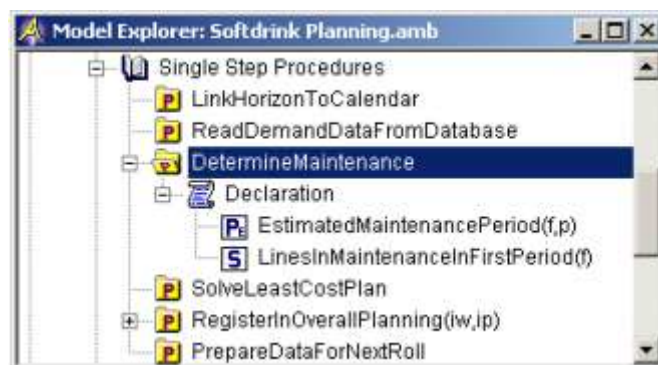 Model Explorer: Softdrink Planning.amb
Single Step Procedures
P LinkHorizonToCalendar
P ReadDemandDataFromDatabase
P DetermineMaintenance
Declaration
PE EstimatedMaintenancePeriod(f,p)
S LinesInMaintenanceInFirstPeriod(f)
P SolveLeastCostPlan
P RegisterInOverallPlanning(iw,ip)
P PrepareDataForNextRoll